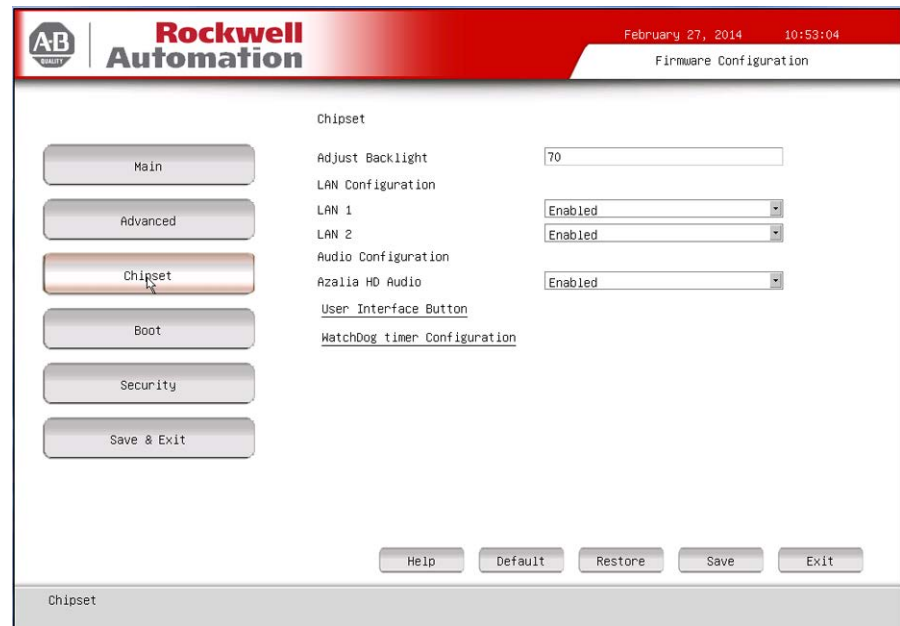 AB
QUALITY
Rockwell
Automation
February 27, 2014 10:53:04
Firmware Configuration
Main
Advanced
Chipset
Boot
Security
Save & Exit
Chipset
Adjust Backlight 70
LAN Configuration
LAN 1 Enabled
LAN 2 Enabled
Audio Configuration
Azalia HD Audio Enabled
User Interface Button
WatchDog timer Configuration
Help Default Restore Save Exit
Chipset